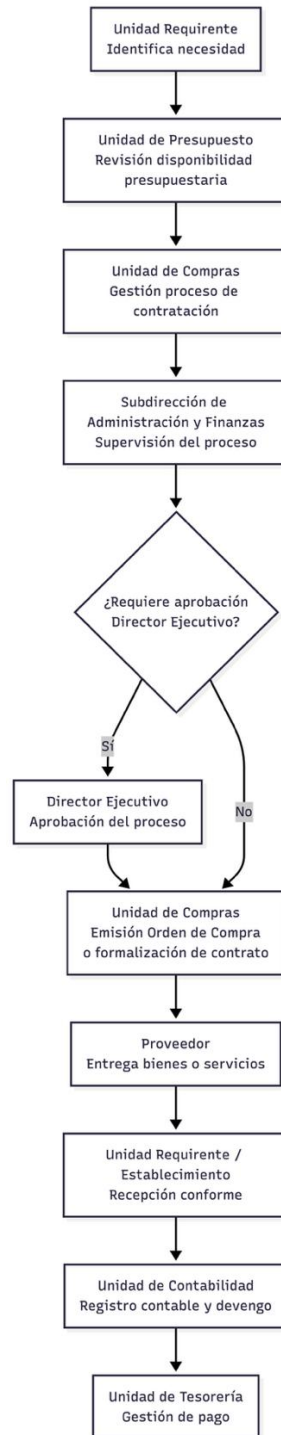 Unidad Requirente
Identifica necesidad
Unidad de Presupuesto
Revisión disponibilidad
presupuestaria
Unidad de Compras
Gestión proceso de
contratación
Subdirección de
Administración y Finanzas
Supervisión del proceso
¿Requiere aprobación
Director Ejecutivo?
Sí
Director Ejecutivo
Aprobación del proceso
No
Unidad de Compras
Emisión Orden de Compra
o formalización de contrato
Proveedor
Entrega bienes o servicios
Unidad Requirente /
Establecimiento
Recepción conforme
Unidad de Contabilidad
Registro contable y devengo
Unidad de Tesorería
Gestión de pago